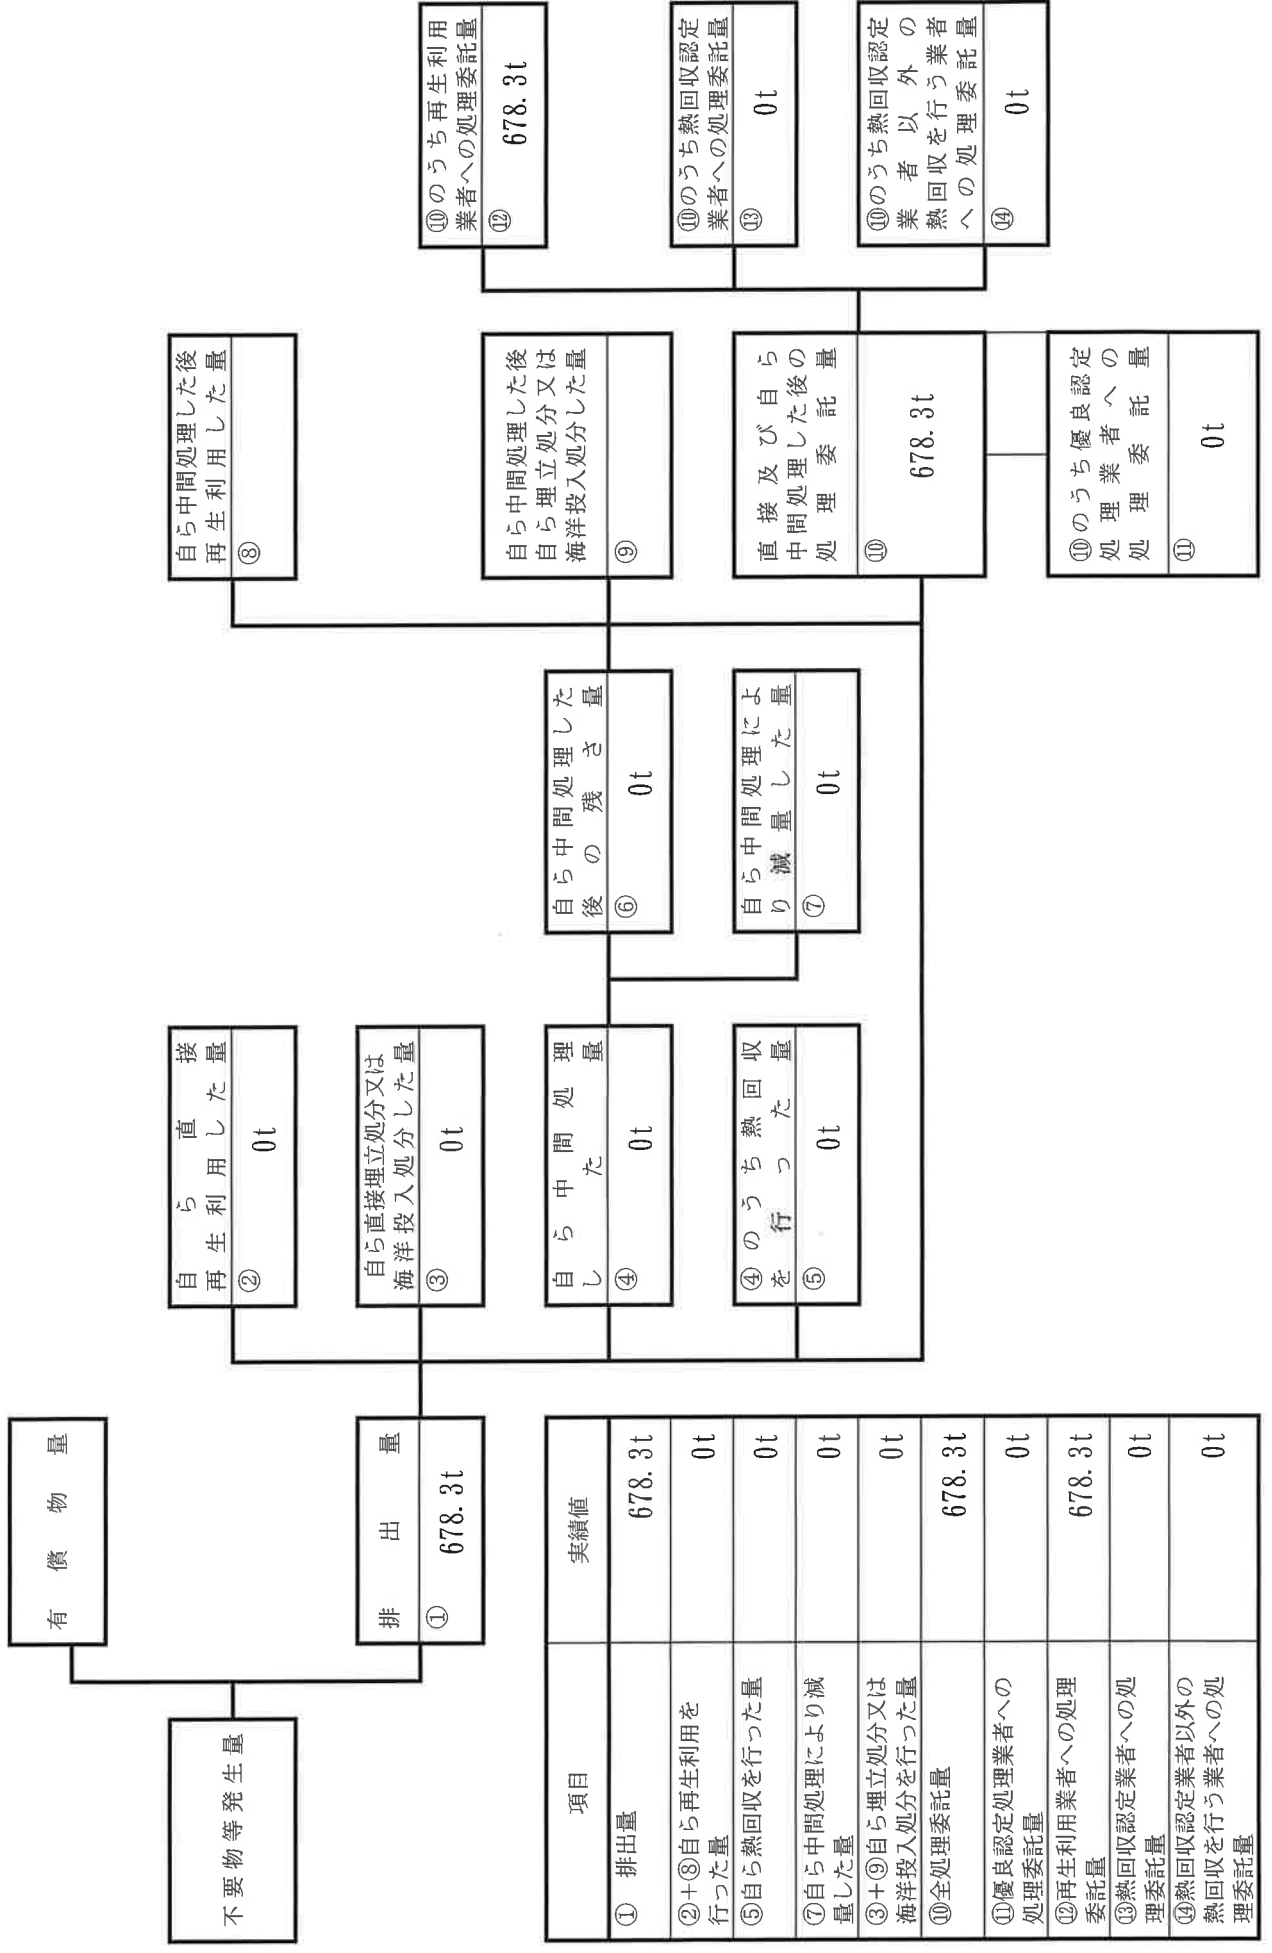 有償物量
不要物等発生量
排出量
①
678.3t
自ら直接
再生利用した量
②
0t
自ら直接埋立処分又は
海洋投入処分した量
③
0t
自ら中間処理
した量
④
0t
④のうち熱回収
を行った量
⑤
0t
自ら中間処理した
後の残さ量
⑥
0t
自ら中間処理によ
り減量した量
⑦
0t
自ら中間処理した後
再生利用した量
⑧
自ら中間処理した後
自ら埋立処分又は
海洋投入処分した量
⑨
直接及び自ら
中間処理した後の
処理委託量
⑩
678.3t
⑩のうち優良認定
処理業者への
処理委託量
⑪
0t
⑩のうち再生利用
業者への処理委託量
⑫
678.3t
⑩のうち熱回収認定
業者への処理委託量
⑬
0t
⑩のうち熱回収認定
業者以外の
熱回収を行う業者
への処理委託量
⑭
0t
項目 実績値
① 排出量 678.3t
②+⑧自ら再生利用を
行った量 0t
⑤自ら熱回収を行った量 0t
⑦自ら中間処理により減
量した量 0t
③+⑨自ら埋立処分又は
海洋投入処分を行った量 0t
⑩全処理委託量 678.3t
⑪優良認定処理業者への
処理委託量 0t
⑫再生利用業者への処理
委託量 678.3t
⑬熱回収認定業者への処
理委託量 0t
⑭熱回収認定業者以外の
熱回収を行う業者への処
理委託量 0t